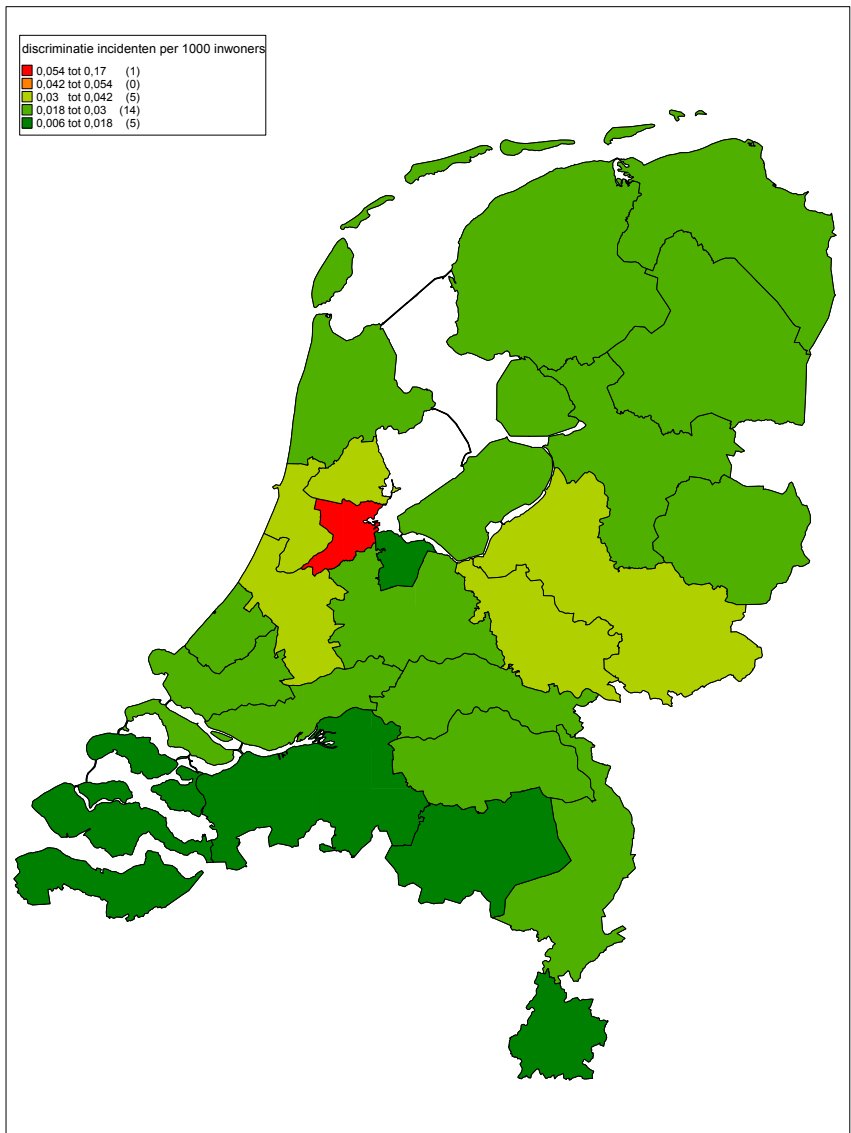 discriminatie incidenten per 1000 inwoners
0,054 tot 0,17 (1)
0,042 tot 0,054 (0)
0,03 tot 0,042 (5)
0,018 tot 0,03 (14)
0,006 tot 0,018 (5)